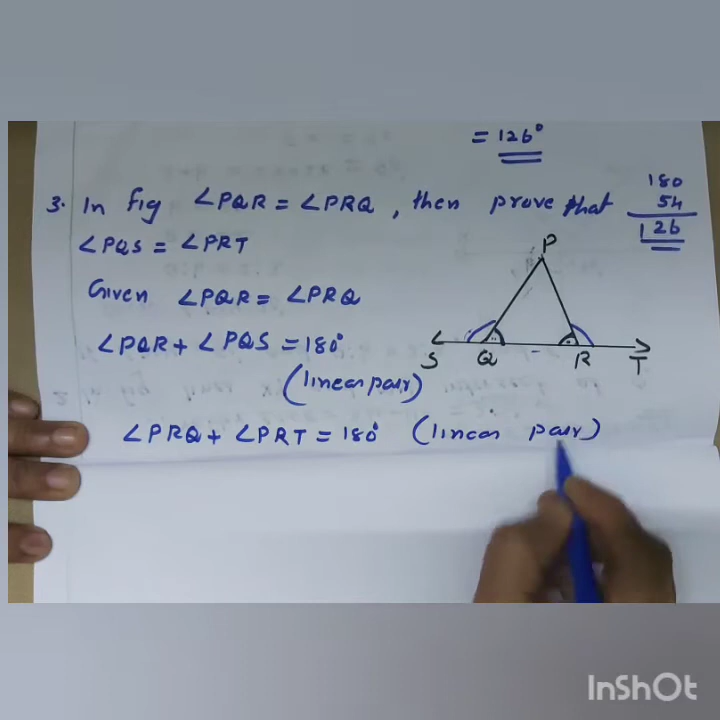 = 126°
3. In fig ∠PQR = ∠PRQ, then prove that
180
54
126
∠PQS = ∠PRT
P
Given ∠PQR = ∠PRQ
∠PQR + ∠PQS = 180°
S Q R T
(linear pair)
∠PRQ + ∠PRT = 180° (linear pair)
InShOt